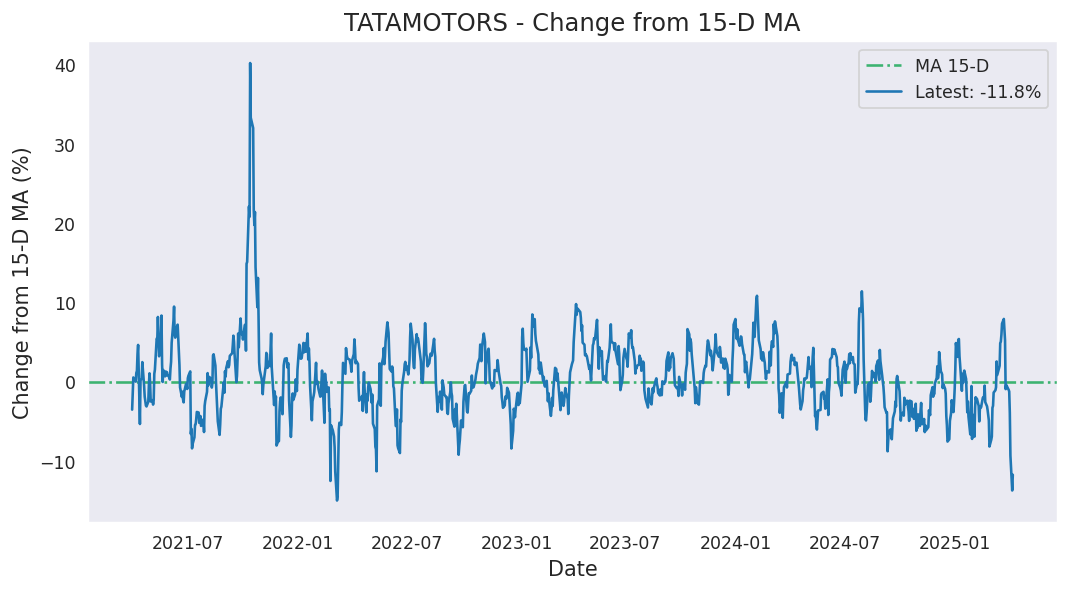 TATAMOTORS - Change from 15-D MA
MA 15-D
Latest: -11.8%
Change from 15-D MA (%)
40
30
20
10
0
−10
2021-07 2022-01 2022-07 2023-01 2023-07 2024-01 2024-07 2025-01
Date